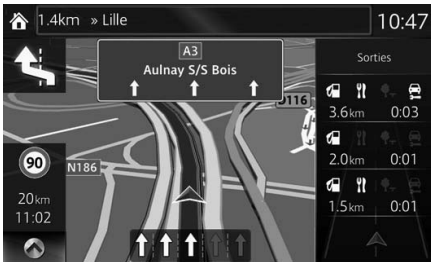 1.4km » Lille
10:47
A3
Aulnay S/S Bois
D116
N186
90
20km
11:02
Sorties
3.6km 0:03
2.0km 0:01
1.5km 0:01